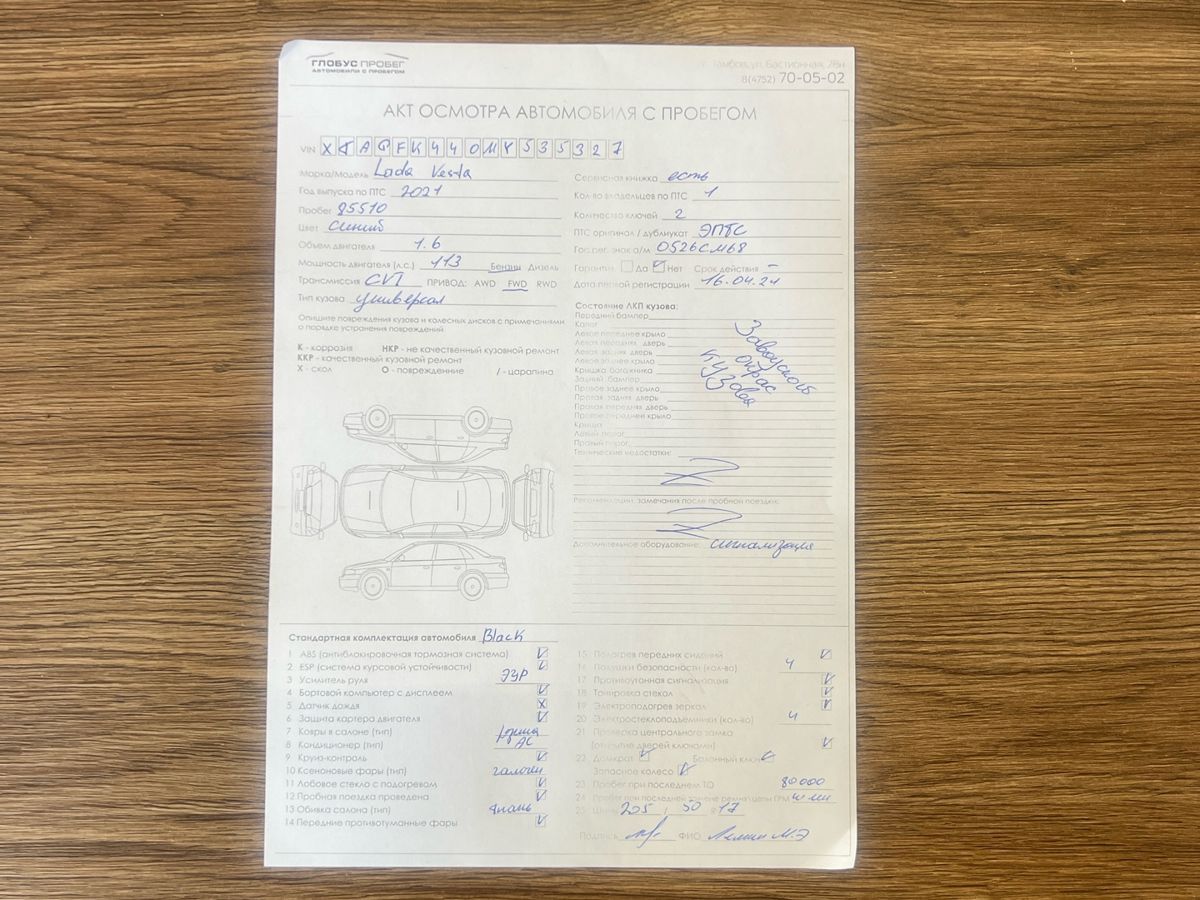 ГЛОБУС ПРОБЕГ
АВТОМОБИЛИ С ПРОБЕГОМ
г. Тамбов, ул. Бастионная,
8(4752) 70-05-02
АКТ ОСМОТРА АВТОМОБИЛЯ С ПРОБЕГОМ
VIN XTAGFK440MY535327
Марка/Модель Lada Vesta
Год выпуска по ПТС 2021
Пробег 85510
Цвет синий
Объем двигателя 1.6
Мощность двигателя (л.с.) 113 Бензин Дизель
Трансмиссия CVT ПРИВОД: AWD FWD RWD
Тип кузова универсал
Опишите повреждения кузова и колесных дисков с примечаниями
о порядке устранения повреждений
К - коррозия НКР - не качественный кузовной ремонт
ККР - качественный кузовной ремонт
Х - скол О - повреждение / - царапина
Сервисная книжка есть
Кол-во владельцев по ПТС 1
Количество ключей 2
ПТС оригинал / дубликат ЭПТС
Гос.рег. знак а/м О526СМ68
Гарантия Да Нет Срок действия –
Дата первой регистрации 16.04.21
Состояние ЛКП кузова:
Передний бампер
Капот
Левое переднее крыло
Левая передняя дверь
Левая задняя дверь
Левое заднее крыло
Крышка багажника
Задний бампер
Правое заднее крыло
Правая задняя дверь
Правая передняя дверь
Правое переднее крыло
Крыша
Левый порог
Правый порог
Заводской
окрас
кузова
Технические недостатки:
Z
Рекомендации, замечания после пробной поездки:
Z
Дополнительное оборудование: сигнализация
Стандартная комплектация автомобиля Black
1 ABS (антиблокировочная тормозная система)
2 ESP (система курсовой устойчивости)
3 Усилитель руля ЭУР
4 Бортовой компьютер с дисплеем
5 Датчик дождя
6 Защита картера двигателя
7 Ковры в салоне (тип)
8 Кондиционер (тип) АС
9 Круиз-контроль
10 Ксеноновые фары (тип) галоген
11 Лобовое стекло с подогревом
12 Пробная поездка проведена
13 Обивка салона (тип) ткань
14 Передние противотуманные фары
15 Подогрев передних сидений
16 Подушки безопасности (кол-во) 4
17 Противоугонная сигнализация
18 Тонировка стекол
19 Электроподогрев зеркал
20 Электростеклоподъемники (кол-во) 4
21 Проверка центрального замка
(открытие дверей ключами)
22 Домкрат Балонный ключ
Запасное колесо
23 Пробег при последнем ТО 80000
24 Пробег при последней замене ремня/цепи ГРМ
25 Шины 205 / 50 R 17
Подпись ФИО